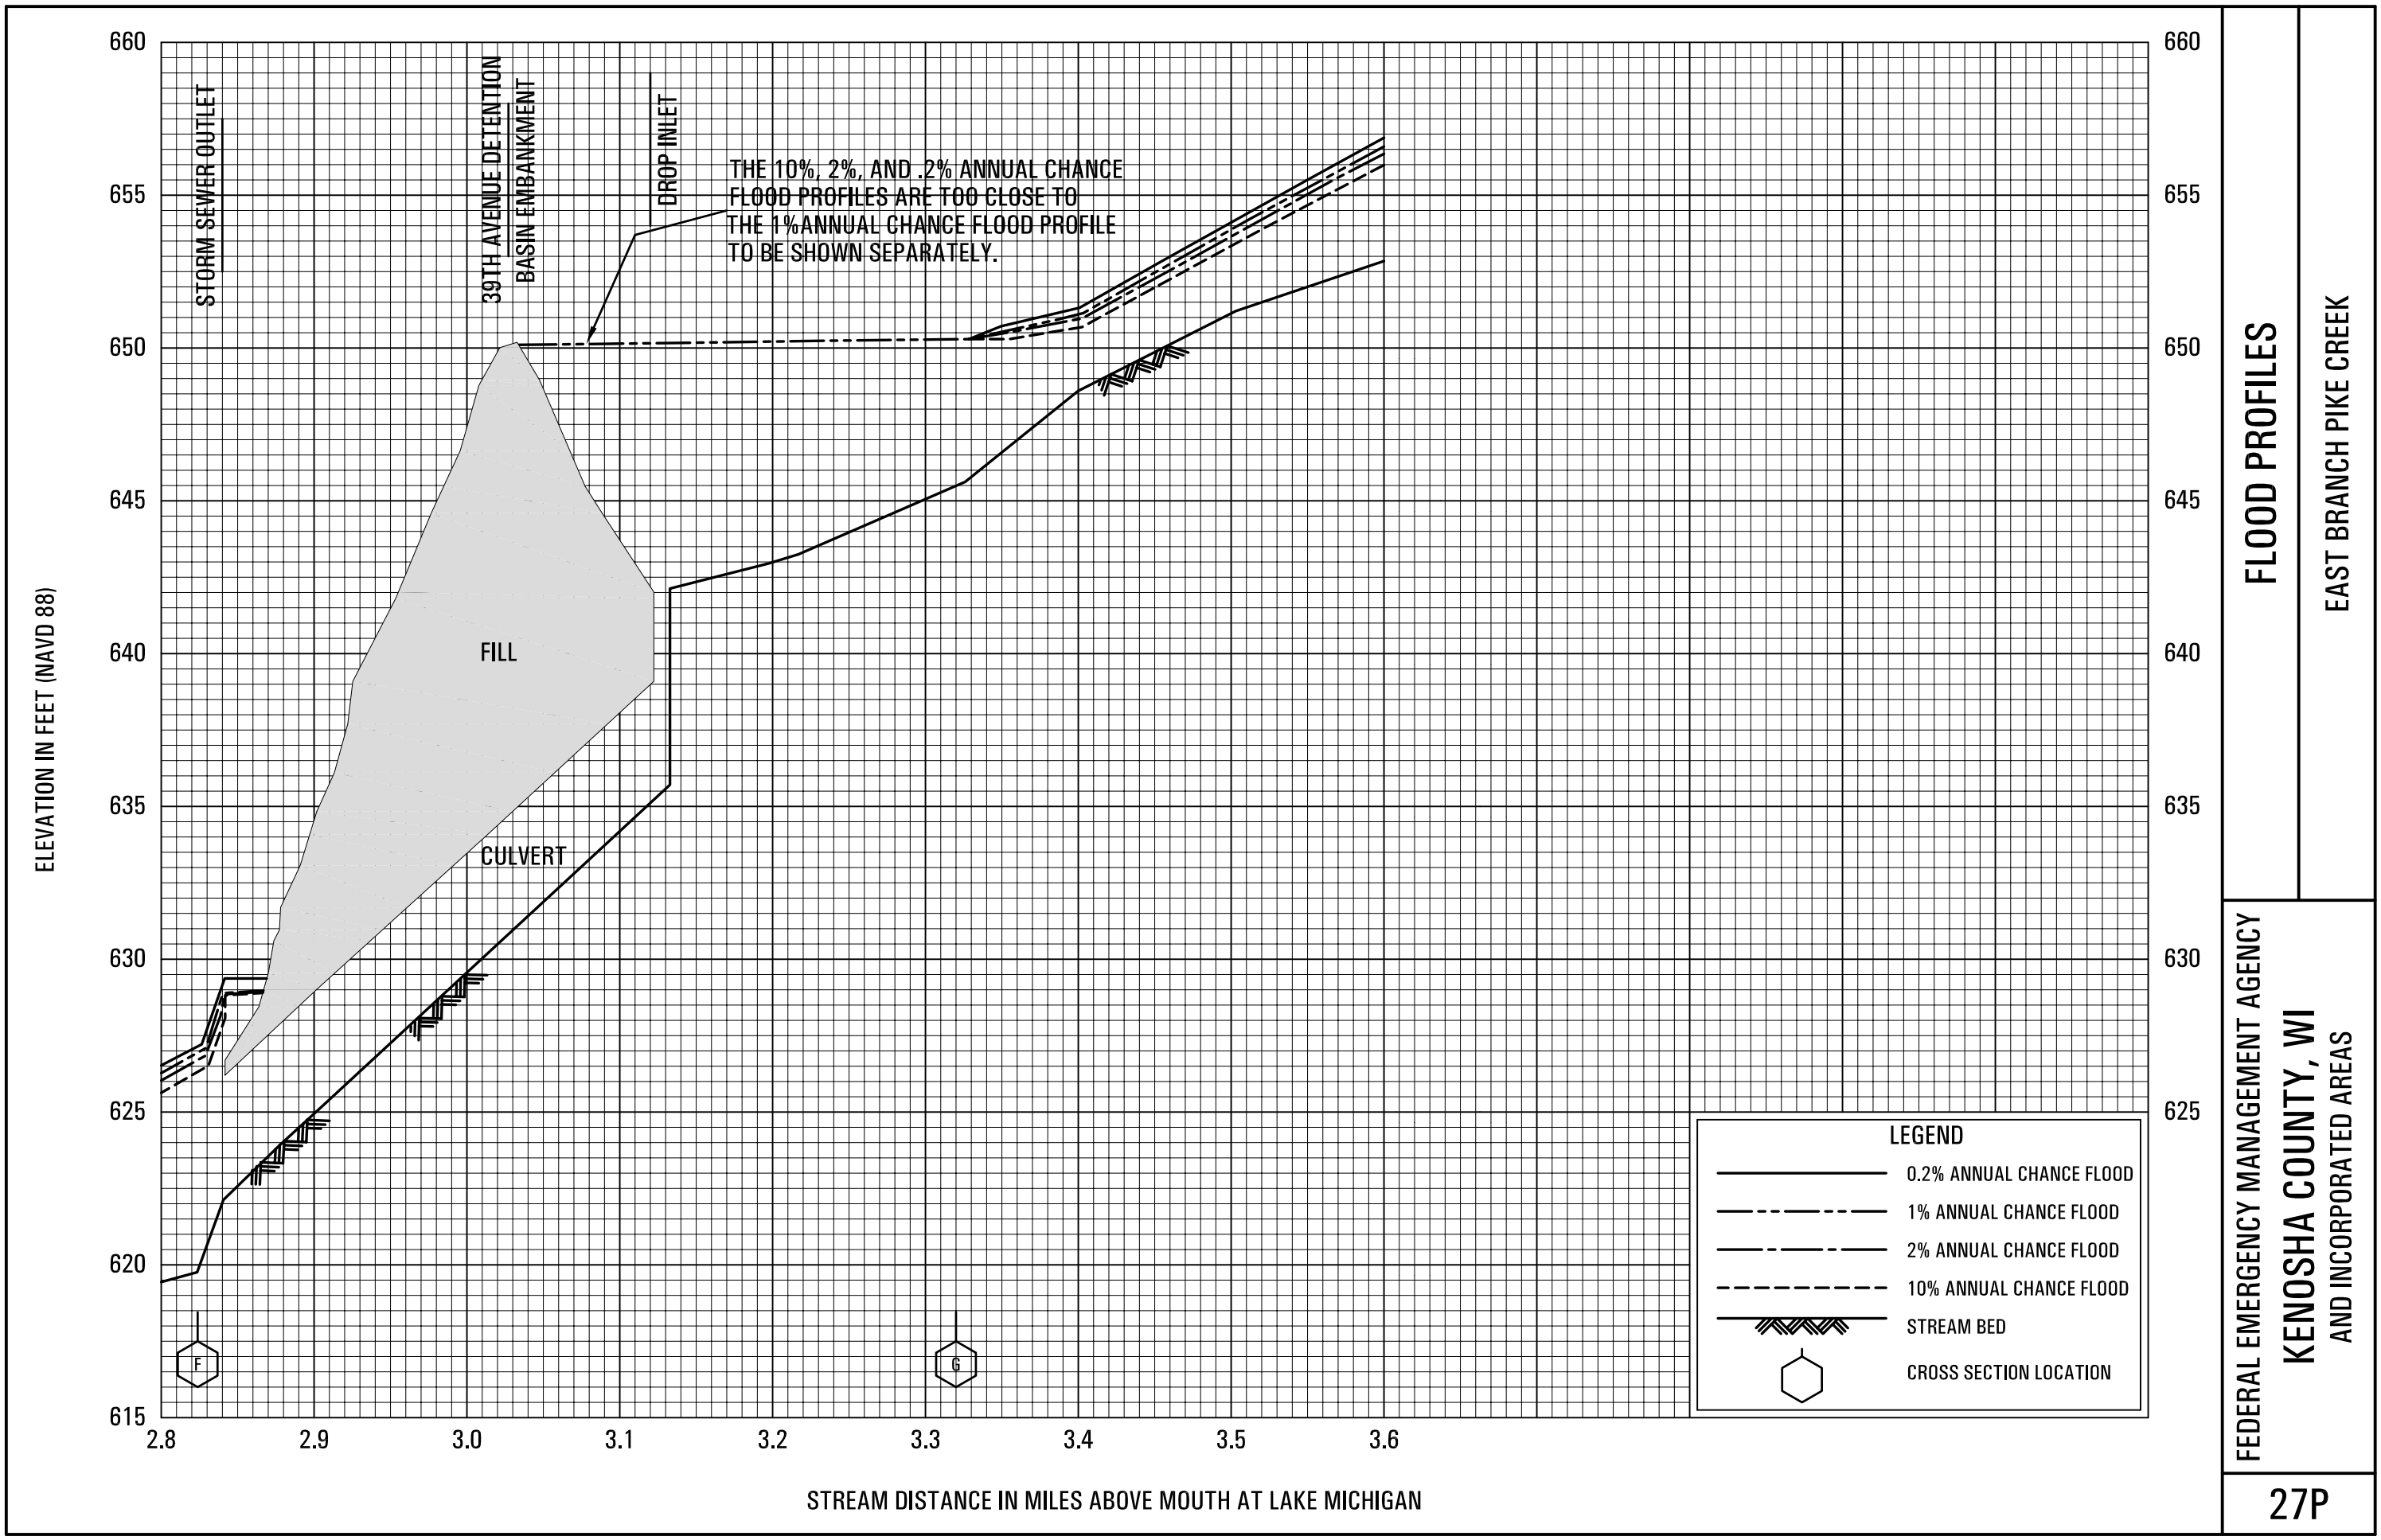 660
655
650
645
640
635
630
625
620
615
ELEVATION IN FEET (NAVD 88)
STORM SEWER OUTLET
39TH AVENUE DETENTION
BASIN EMBANKMENT
DROP INLET
THE 10%, 2%, AND .2% ANNUAL CHANCE
FLOOD PROFILES ARE TOO CLOSE TO
THE 1%ANNUAL CHANCE FLOOD PROFILE
TO BE SHOWN SEPARATELY.
FILL
CULVERT
F
G
2.8 2.9 3.0 3.1 3.2 3.3 3.4 3.5 3.6
STREAM DISTANCE IN MILES ABOVE MOUTH AT LAKE MICHIGAN
660
655
650
645
640
635
630
625
LEGEND
0.2% ANNUAL CHANCE FLOOD
1% ANNUAL CHANCE FLOOD
2% ANNUAL CHANCE FLOOD
10% ANNUAL CHANCE FLOOD
STREAM BED
CROSS SECTION LOCATION
FLOOD PROFILES
EAST BRANCH PIKE CREEK
FEDERAL EMERGENCY MANAGEMENT AGENCY
KENOSHA COUNTY, WI
AND INCORPORATED AREAS
27P